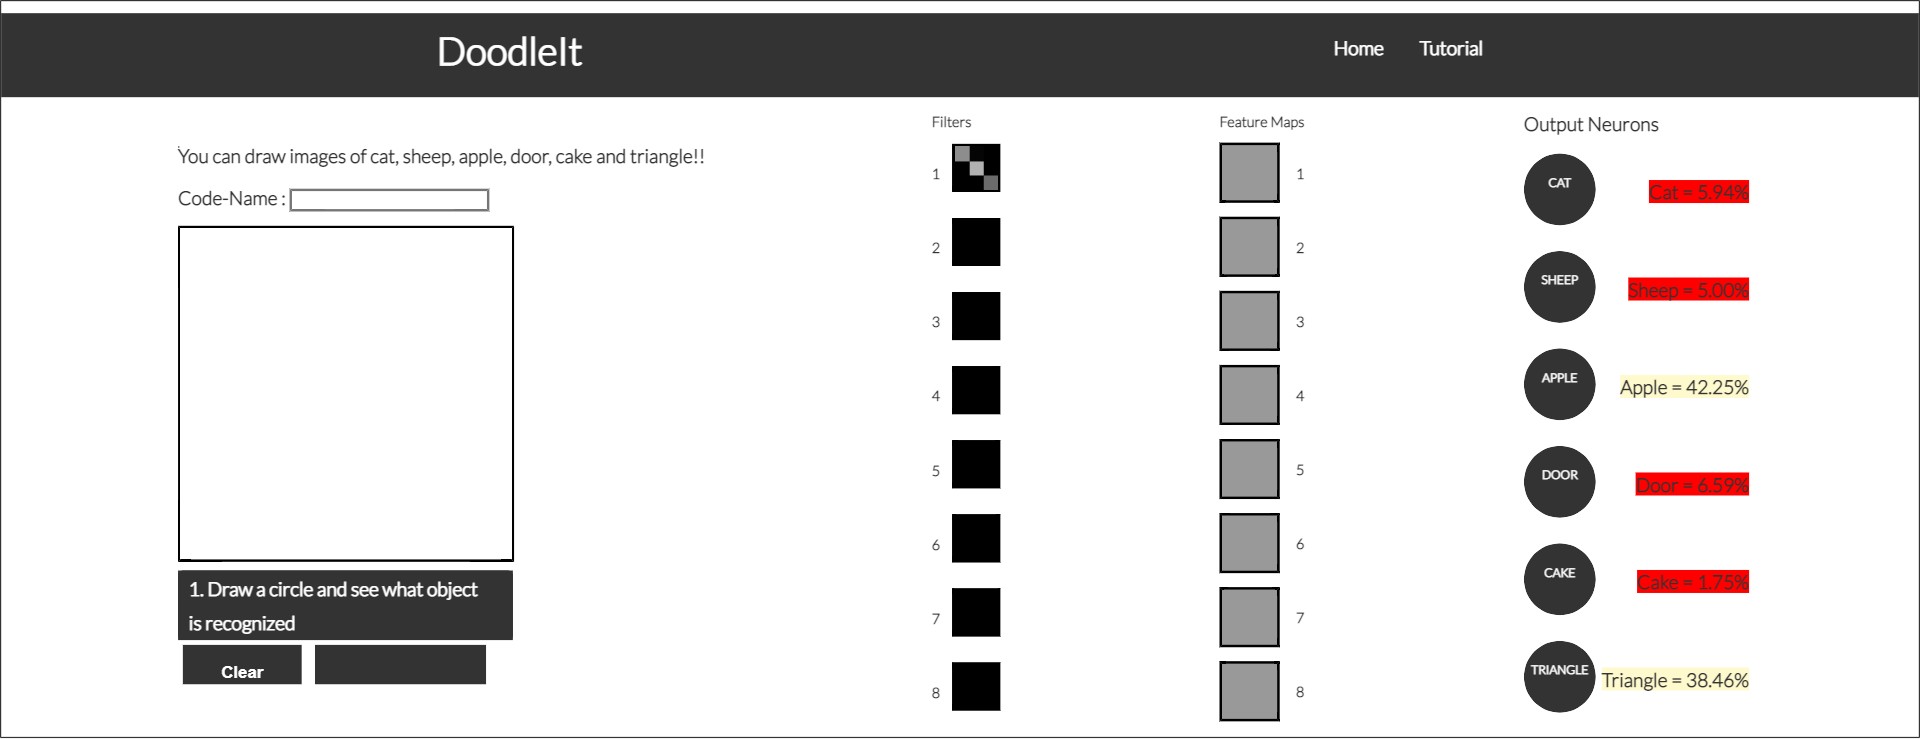 DoodleIt
Home
Tutorial
You can draw images of cat, sheep, apple, door, cake and triangle!!
Code-Name :
1. Draw a circle and see what object
is recognized
Clear
Filters
1
2
3
4
5
6
7
8
Feature Maps
1
2
3
4
5
6
7
8
Output Neurons
CAT
Cat = 5.94%
SHEEP
Sheep = 5.00%
APPLE
Apple = 42.25%
DOOR
Door = 6.59%
CAKE
Cake = 1.75%
TRIANGLE
Triangle = 38.46%